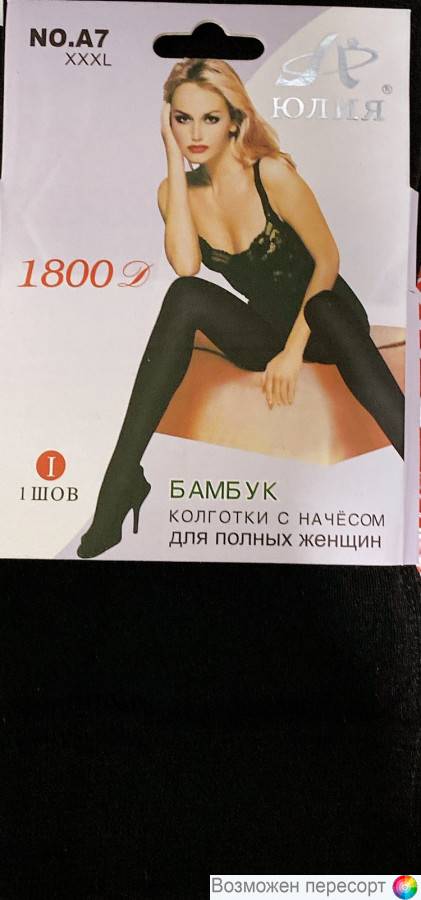 NO.A7
XXXL
ЮЛИЯ ®
1800 D
I
1 ШОВ
БАМБУК
КОЛГОТКИ С НАЧЁСОМ
ДЛЯ ПОЛНЫХ ЖЕНЩИН
Возможен пересорт